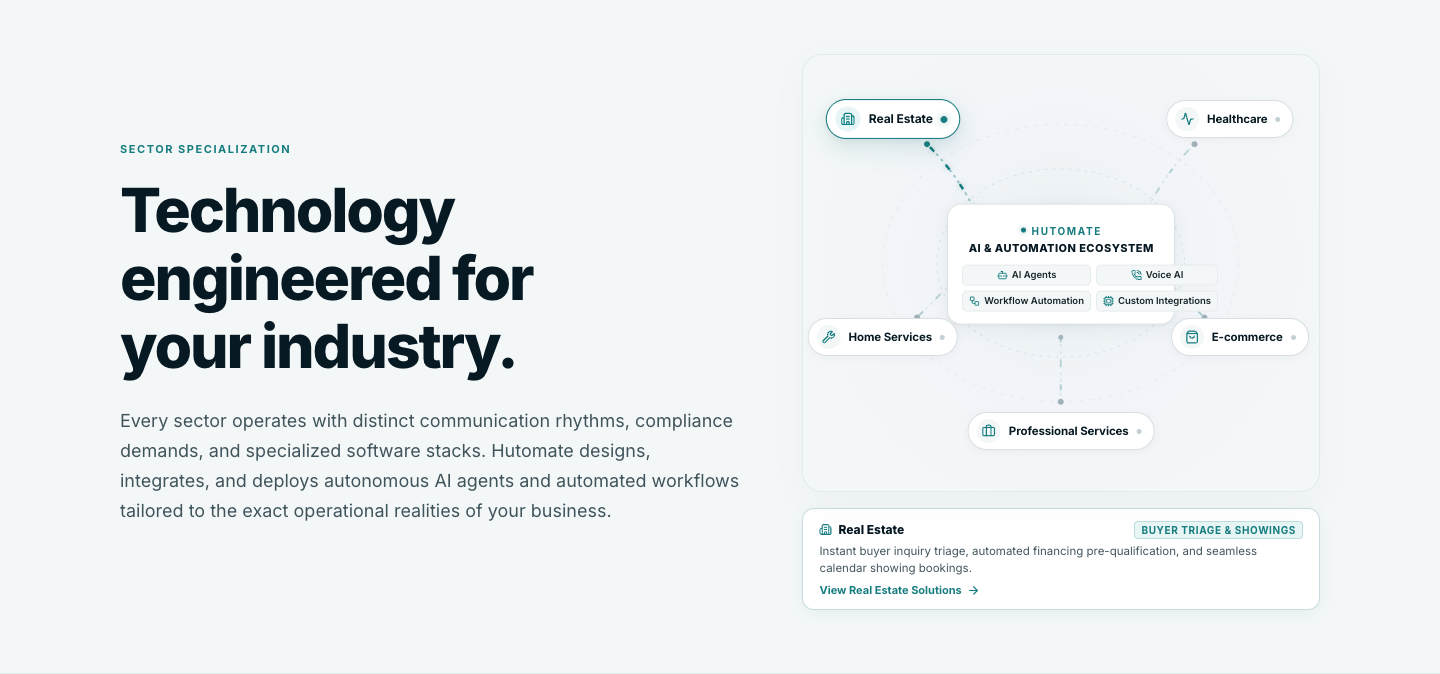 SECTOR SPECIALIZATION
Technology
engineered for
your industry.
Every sector operates with distinct communication rhythms, compliance
demands, and specialized software stacks. Hutomate designs,
integrates, and deploys autonomous AI agents and automated workflows
tailored to the exact operational realities of your business.
Real Estate
Healthcare
HUTOMATE
AI & AUTOMATION ECOSYSTEM
AI Agents
Voice AI
Workflow Automation
Custom Integrations
Home Services
E-commerce
Professional Services
Real Estate
BUYER TRIAGE & SHOWINGS
Instant buyer inquiry triage, automated financing pre-qualification, and seamless
calendar showing bookings.
View Real Estate Solutions →